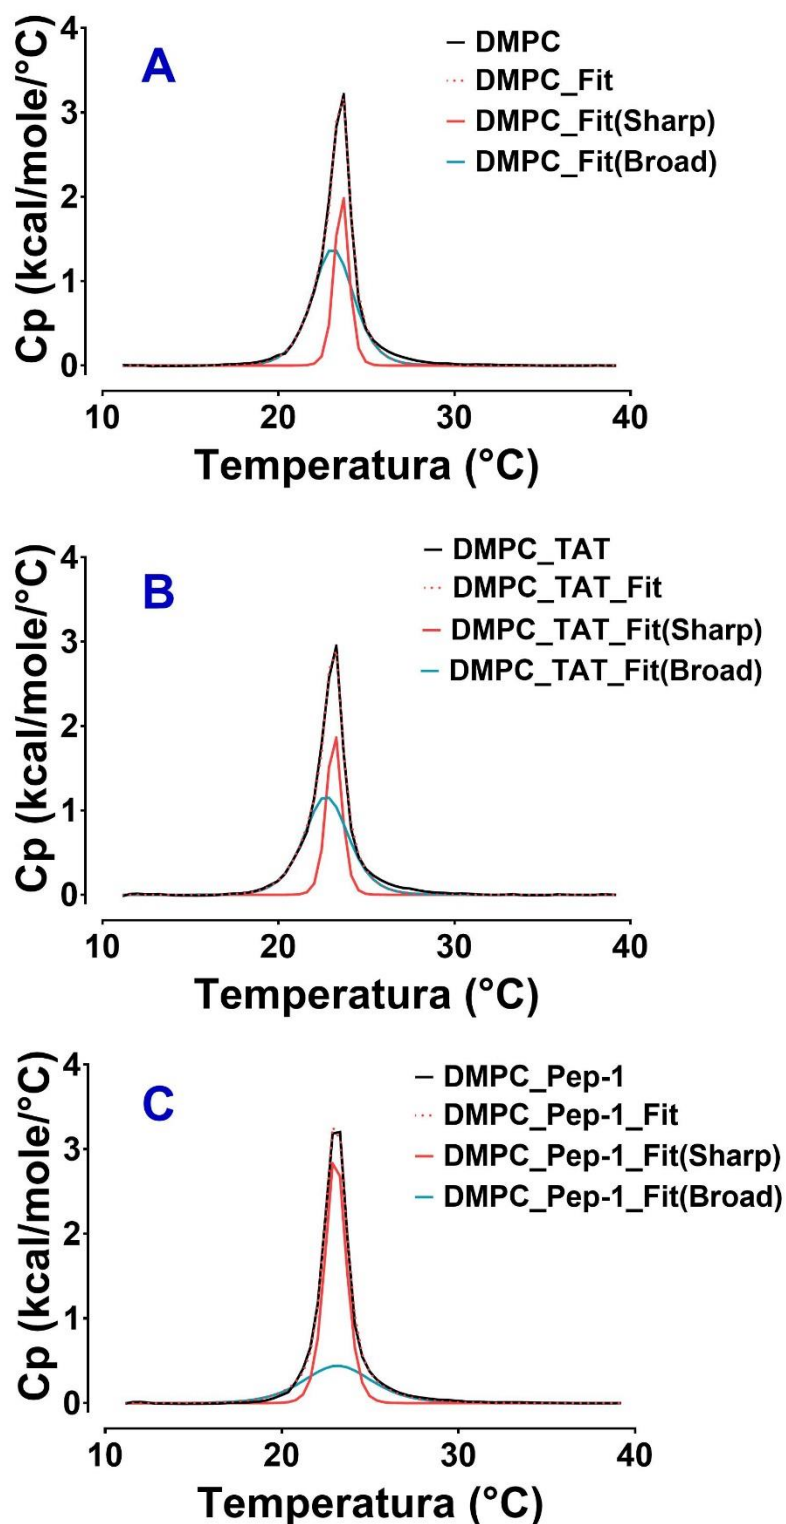 A
DMPC
DMPC_Fit
DMPC_Fit(Sharp)
DMPC_Fit(Broad)
Cp (kcal/mole/°C)
4
3
2
1
0
10 20 30 40
Temperatura (°C)
B
DMPC_TAT
DMPC_TAT_Fit
DMPC_TAT_Fit(Sharp)
DMPC_TAT_Fit(Broad)
Cp (kcal/mole/°C)
4
3
2
1
0
10 20 30 40
Temperatura (°C)
C
DMPC_Pep-1
DMPC_Pep-1_Fit
DMPC_Pep-1_Fit(Sharp)
DMPC_Pep-1_Fit(Broad)
Cp (kcal/mole/°C)
4
3
2
1
0
10 20 30 40
Temperatura (°C)